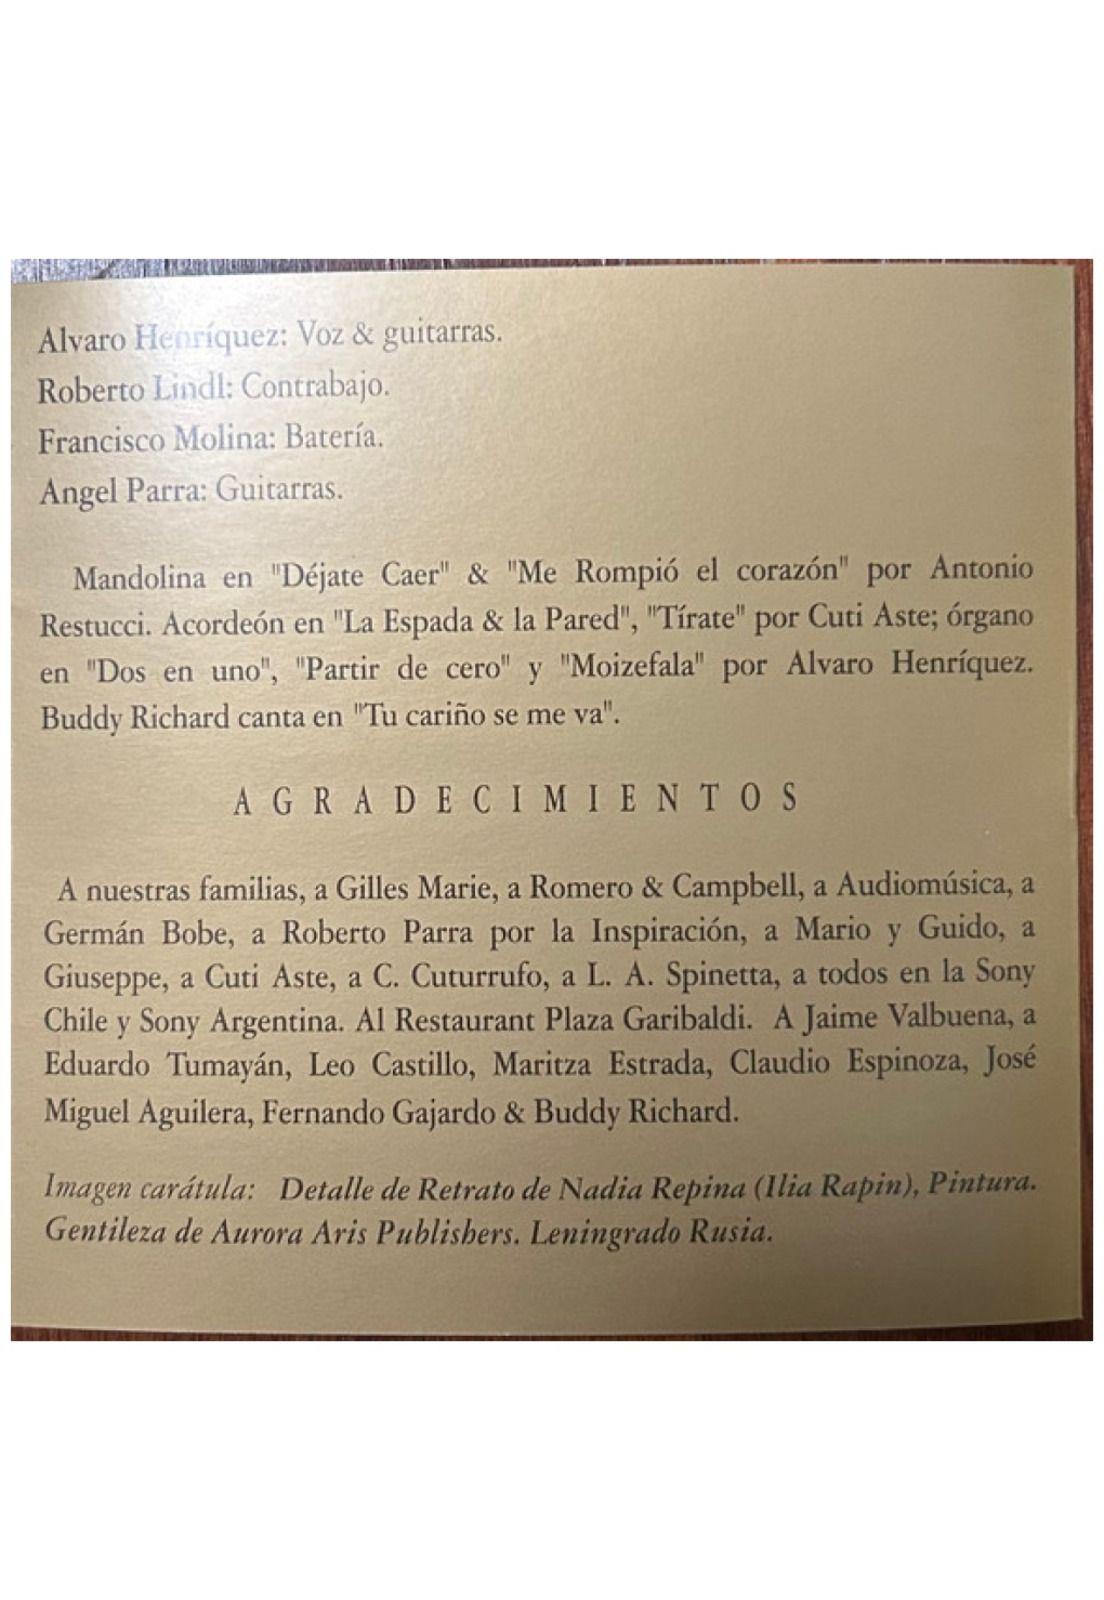 Alvaro Henríquez: Voz & guitarras.
Roberto Lindl: Contrabajo.
Francisco Molina: Batería.
Angel Parra: Guitarras.
Mandolina en "Déjate Caer" & "Me Rompió el corazón" por Antonio
Restucci. Acordeón en "La Espada & la Pared", "Tírate" por Cuti Aste; órgano
en "Dos en uno", "Partir de cero" y "Moizefala" por Alvaro Henríquez.
Buddy Richard canta en "Tu cariño se me va".
AGRADECIMIENTOS
A nuestras familias, a Gilles Marie, a Romero & Campbell, a Audiomúsica, a
Germán Bobe, a Roberto Parra por la Inspiración, a Mario y Guido, a
Giuseppe, a Cuti Aste, a C. Cuturrufo, a L. A. Spinetta, a todos en la Sony
Chile y Sony Argentina. Al Restaurant Plaza Garibaldi. A Jaime Valbuena, a
Eduardo Tumayán, Leo Castillo, Maritza Estrada, Claudio Espinoza, José
Miguel Aguilera, Fernando Gajardo & Buddy Richard.
Imagen carátula: Detalle de Retrato de Nadia Repina (Ilia Rapin), Pintura.
Gentileza de Aurora Aris Publishers. Leningrado Rusia.